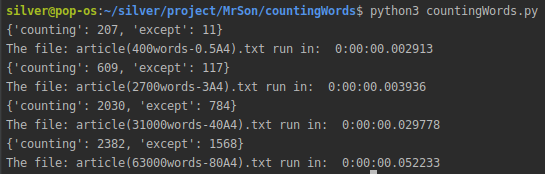 silver@pop-os:~/silver/project/MrSon/countingWords$ python3 countingWords.py
{'counting': 207, 'except': 11}
The file: article(400words-0.5A4).txt run in:  0:00:00.002913
{'counting': 609, 'except': 117}
The file: article(2700words-3A4).txt run in:  0:00:00.003936
{'counting': 2030, 'except': 784}
The file: article(31000words-40A4).txt run in:  0:00:00.029778
{'counting': 2382, 'except': 1568}
The file: article(63000words-80A4).txt run in:  0:00:00.052233